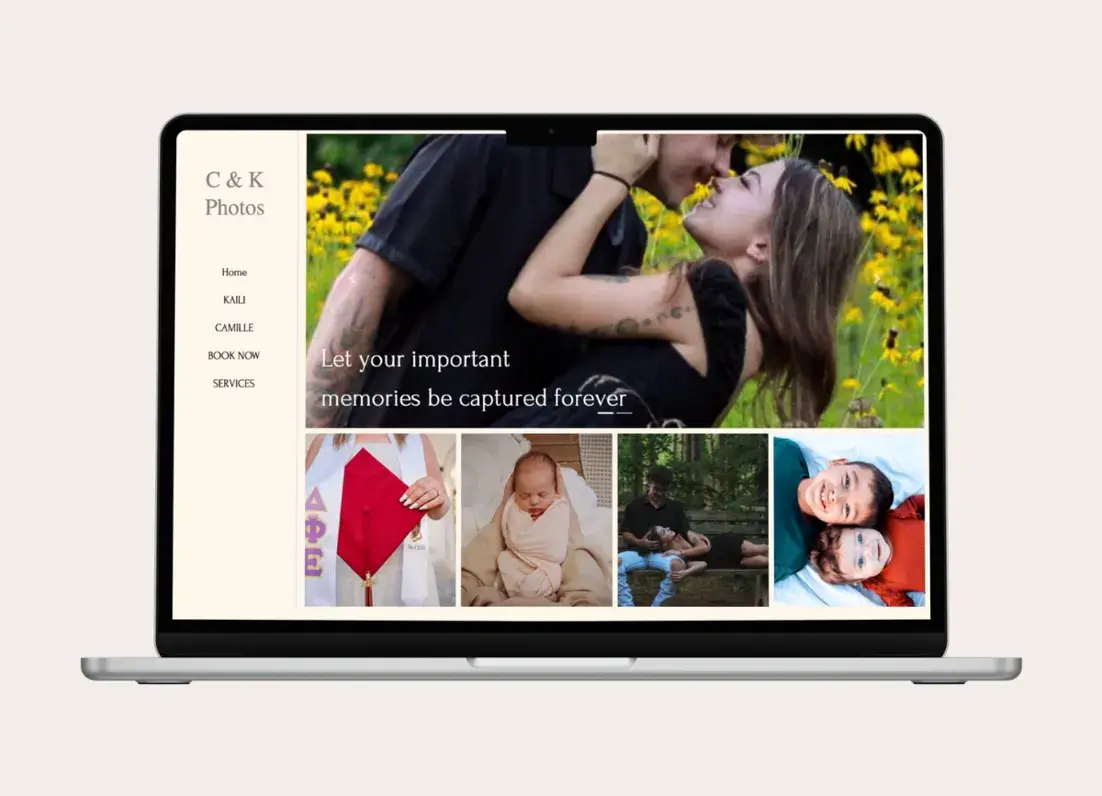 C & K
Photos
Home
KAILI
CAMILLE
BOOK NOW
SERVICES
Let your important
memories be captured forever
ΔΦΕ